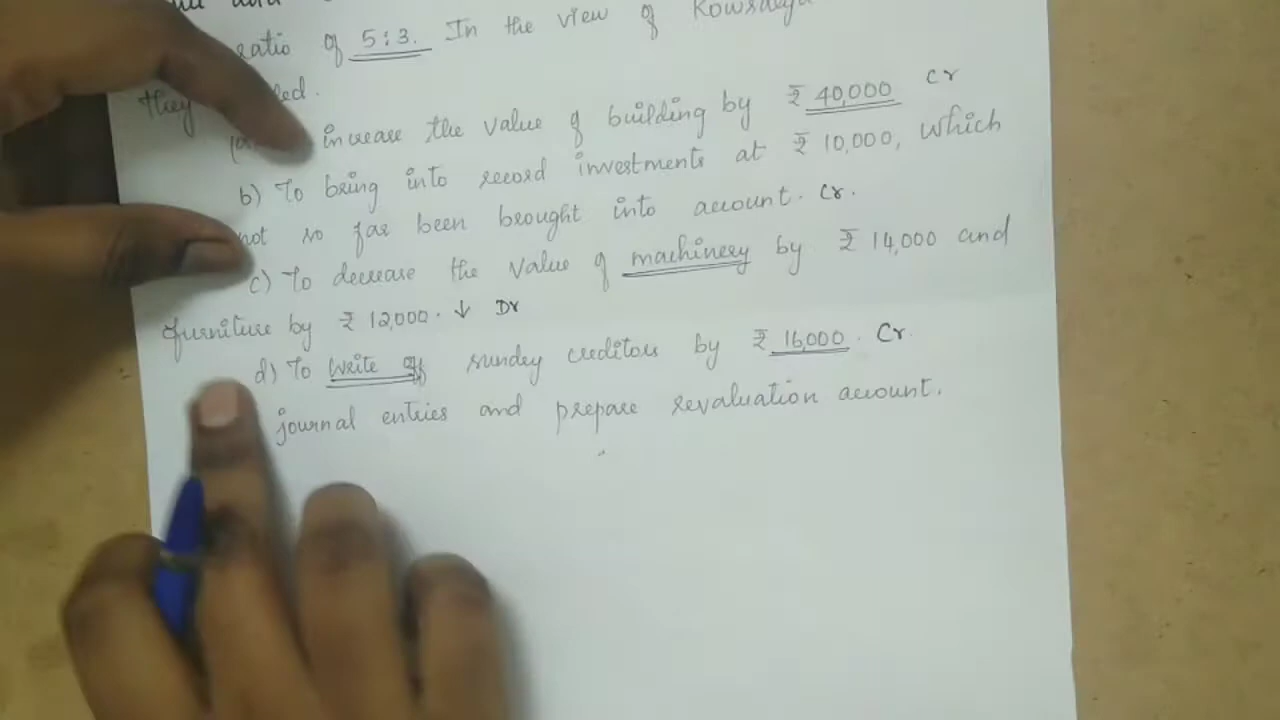 ratio of 5:3. In the view of Kowsalya
they
increase the value of building by ₹ 40,000 Cr
b) To bring into record investments at ₹ 10,000, which
not so far been brought into account. Cr.
c) To decrease the value of machinery by ₹ 14,000 and
furniture by ₹ 12,000. ↓ Dr
d) To write off sundry creditors by ₹ 16,000. Cr.
journal entries and prepare revaluation account.